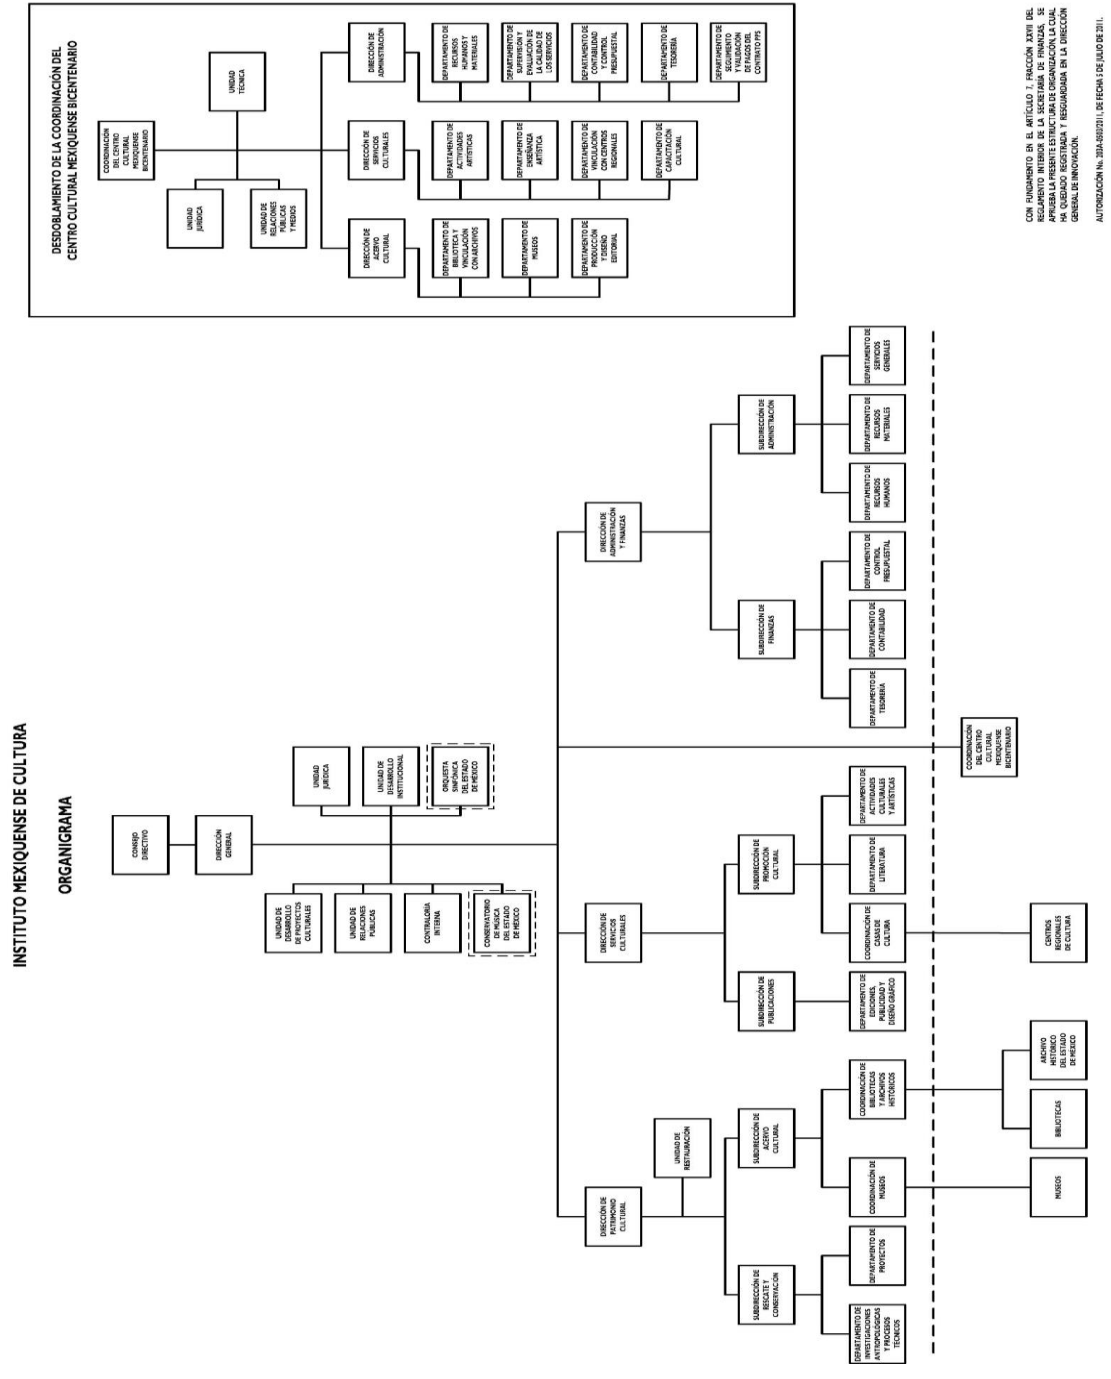 INSTITUTO MEXIQUENSE DE CULTURA
ORGANIGRAMA
CONSEJO
DIRECTIVO
DIRECCIÓN
GENERAL
UNIDAD DE
DESARROLLO
DE PROYECTOS
CULTURALES
UNIDAD
JURIDICA
UNIDAD DE
RELACIONES
PÚBLICAS
UNIDAD DE
DESARROLLO
INSTITUCIONAL
CONTRALORÍA
INTERNA
ORQUESTA
SINFÓNICA
DEL ESTADO
DE MÉXICO
CONSERVATORIO
DE MÚSICA
DEL ESTADO
DE MÉXICO
DIRECCIÓN DE
PATRIMONIO
CULTURAL
DIRECCIÓN DE
SERVICIOS
CULTURALES
DIRECCIÓN DE
ADMINISTRACIÓN
Y FINANZAS
UNIDAD DE
RESTAURACIÓN
SUBDIRECCIÓN DE
RESCATE Y
CONSERVACIÓN
SUBDIRECCIÓN DE
ACERVO
CULTURAL
SUBDIRECCIÓN DE
PUBLICACIONES
SUBDIRECCIÓN DE
PROMOCIÓN
CULTURAL
SUBDIRECCIÓN DE
FINANZAS
SUBDIRECCIÓN DE
ADMINISTRACIÓN
DEPARTAMENTO DE
INVESTIGACIONES
ANTROPOLÓGICAS
Y PROCESOS
TÉCNICOS
DEPARTAMENTO DE
PROYECTOS
COORDINACIÓN DE
MUSEOS
COORDINACIÓN DE
BIBLIOTECAS
Y ARCHIVOS
HISTÓRICOS
DEPARTAMENTO DE
EDICIONES,
PUBLICIDAD Y
DISEÑO GRÁFICO
COORDINACIÓN DE
CASAS DE
CULTURA
DEPARTAMENTO DE
LITERATURA
DEPARTAMENTO DE
ACTIVIDADES
CULTURALES
Y ARTÍSTICAS
DEPARTAMENTO DE
TESORERÍA
DEPARTAMENTO DE
CONTABILIDAD
DEPARTAMENTO DE
CONTROL
PRESUPUESTAL
DEPARTAMENTO DE
RECURSOS
HUMANOS
DEPARTAMENTO DE
RECURSOS
MATERIALES
DEPARTAMENTO DE
SERVICIOS
GENERALES
COORDINACIÓN
DEL CENTRO
CULTURAL
MEXIQUENSE
BICENTENARIO
MUSEOS
BIBLIOTECAS
ARCHIVO
HISTÓRICO
DEL ESTADO
DE MÉXICO
CENTROS
REGIONALES
DE CULTURA
DESDOBLAMIENTO DE LA COORDINACIÓN DEL
CENTRO CULTURAL MEXIQUENSE BICENTENARIO
COORDINACIÓN
DEL CENTRO
CULTURAL
MEXIQUENSE
BICENTENARIO
UNIDAD
JURÍDICA
UNIDAD
TÉCNICA
UNIDAD DE
RELACIONES
PÚBLICAS
Y MEDIOS
DIRECCIÓN DE
ACERVO
CULTURAL
DIRECCIÓN DE
SERVICIOS
CULTURALES
DIRECCIÓN DE
ADMINISTRACIÓN
DEPARTAMENTO DE
BIBLIOTECA Y
VINCULACIÓN
CON ARCHIVOS
DEPARTAMENTO DE
ACTIVIDADES
ARTÍSTICAS
DEPARTAMENTO DE
RECURSOS
HUMANOS Y
MATERIALES
DEPARTAMENTO DE
MUSEOS
DEPARTAMENTO DE
ENSEÑANZA
ARTÍSTICA
DEPARTAMENTO DE
SUPERVISION Y
EVALUACIÓN DE
LA CALIDAD DE
LOS SERVICIOS
DEPARTAMENTO DE
PRODUCCIÓN
Y DISEÑO
EDITORIAL
DEPARTAMENTO DE
VINCULACIÓN
CON CENTROS
REGIONALES
DEPARTAMENTO DE
CONTABILIDAD
Y CONTROL
PRESUPUESTAL
DEPARTAMENTO DE
CAPACITACIÓN
CULTURAL
DEPARTAMENTO DE
TESORERÍA
DEPARTAMENTO DE
SEGUIMIENTO
Y VALIDACIÓN
DE PAGOS DEL
CONTRATO PPS
CON FUNDAMENTO EN EL ARTÍCULO 7, FRACCIÓN XXVII DEL
REGLAMENTO INTERIOR DE LA SECRETARÍA DE FINANZAS, SE
APRUEBA LA PRESENTE ESTRUCTURA DE ORGANIZACIÓN, LA CUAL
HA QUEDADO REGISTRADA Y RESGUARDADA EN LA DIRECCIÓN
GENERAL DE INNOVACIÓN.
AUTORIZACIÓN No. DE FECHA 5 DE JULIO DE 2011.